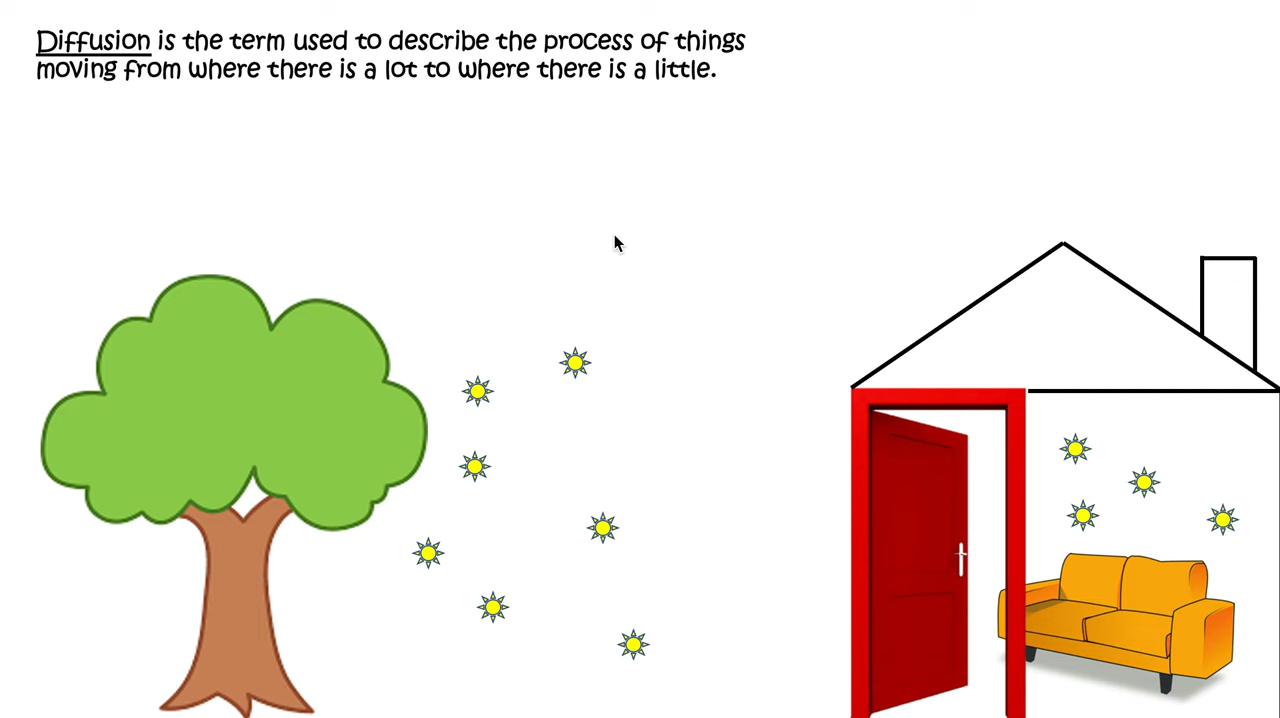 Diffusion is the term used to describe the process of things
moving from where there is a lot to where there is a little.